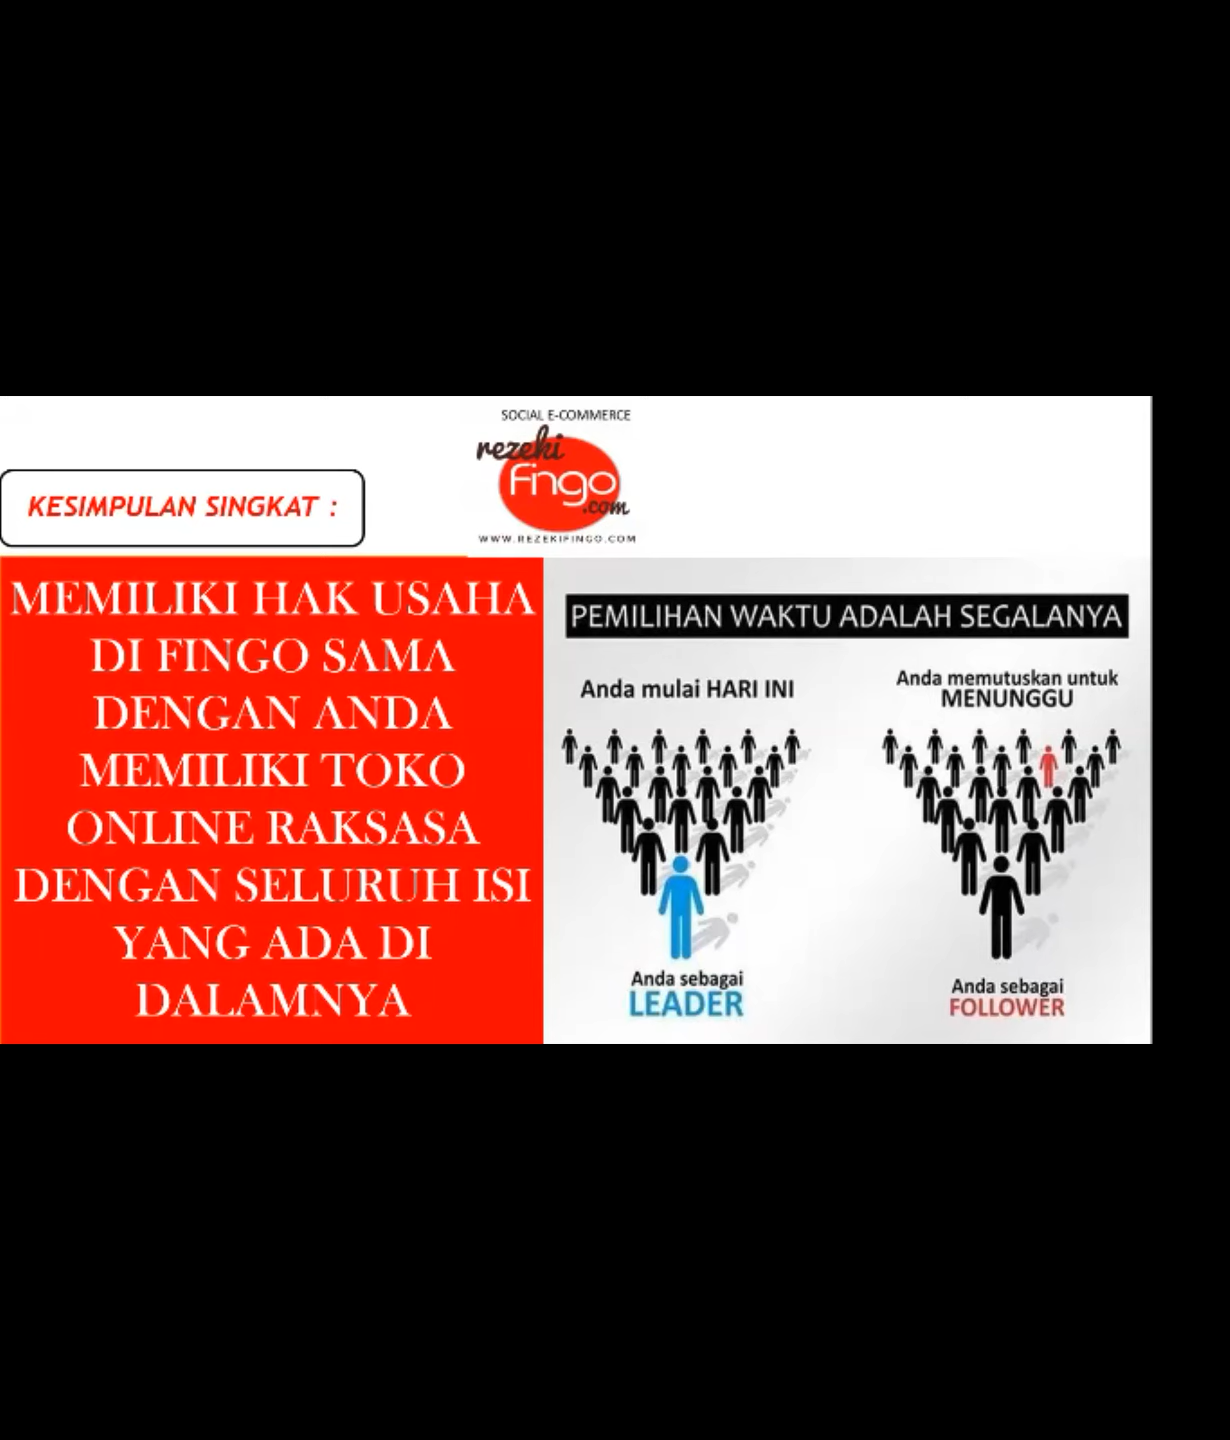 SOCIAL E-COMMERCE
rezeki
Fingo
.com
WWW.REZEKIFINGO.COM
KESIMPULAN SINGKAT :
MEMILIKI HAK USAHA
DI FINGO SAMA
DENGAN ANDA
MEMILIKI TOKO
ONLINE RAKSASA
DENGAN SELURUH ISI
YANG ADA DI
DALAMNYA
PEMILIHAN WAKTU ADALAH SEGALANYA
Anda mulai HARI INI
Anda sebagai
LEADER
Anda memutuskan untuk
MENUNGGU
Anda sebagai
FOLLOWER